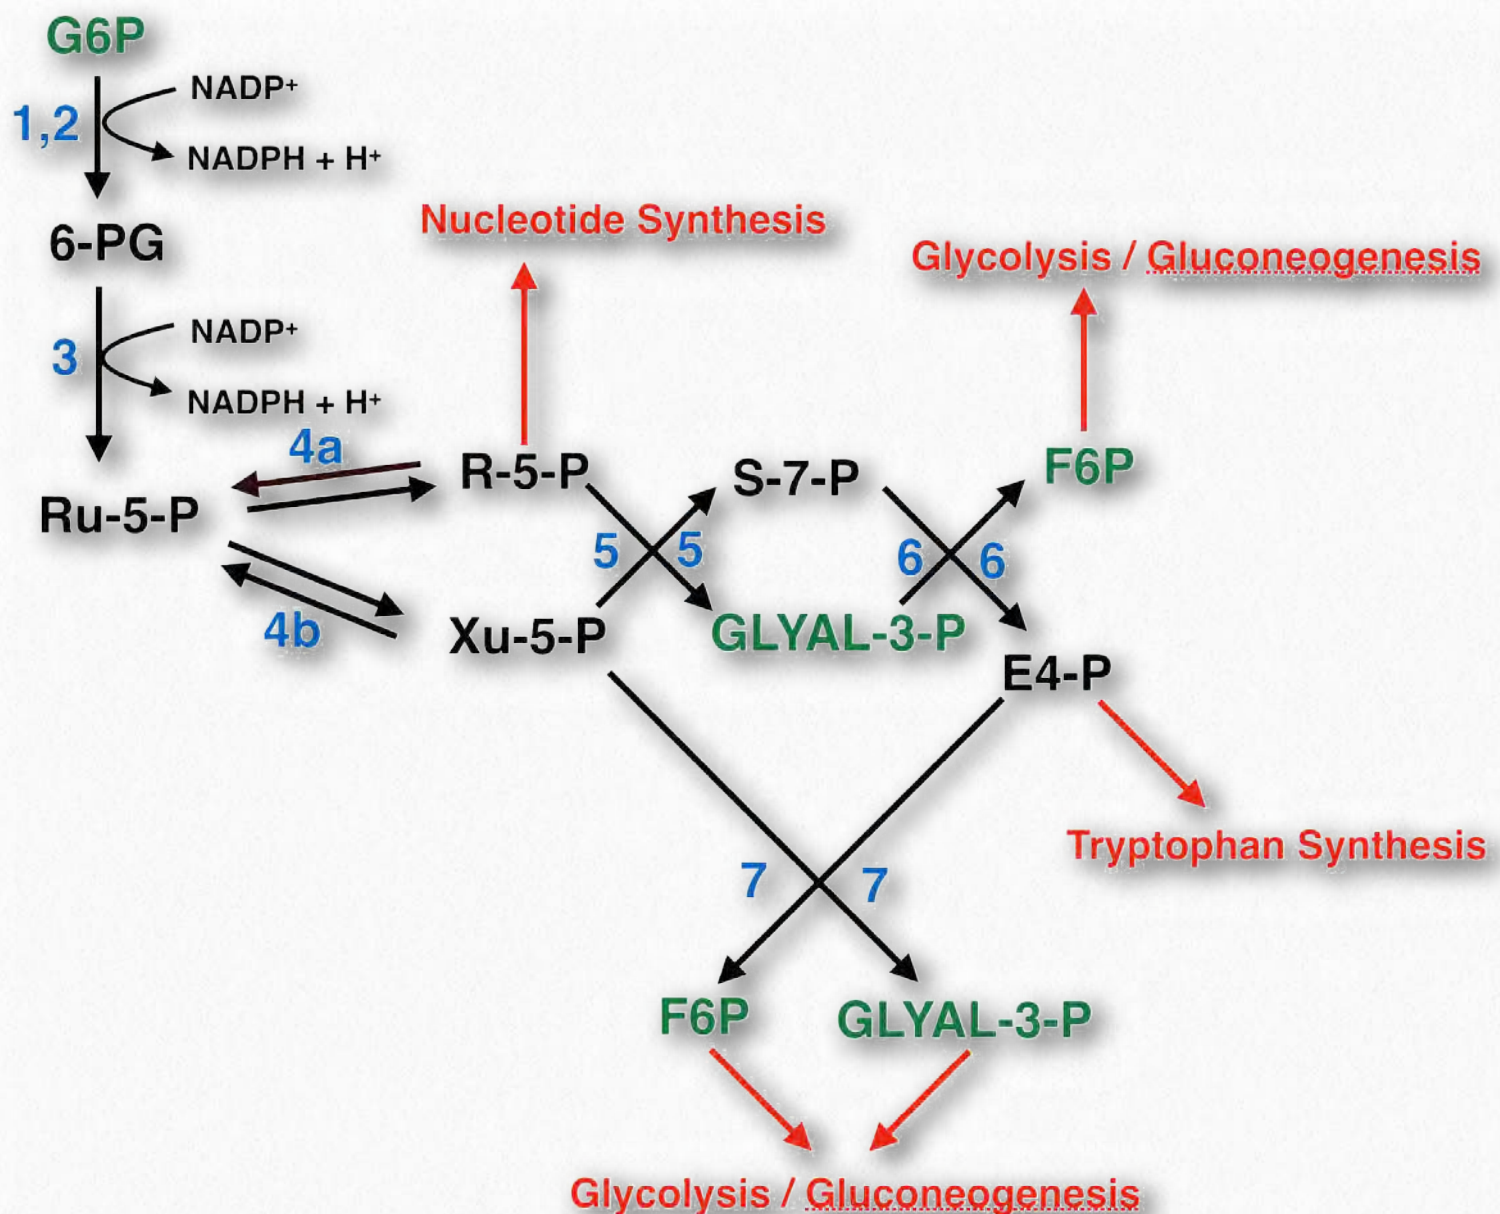 G6P
NADP+
1,2
NADPH + H+
Nucleotide Synthesis
6-PG
Glycolysis / Gluconeogenesis
NADP+
3
NADPH + H+
4a
R-5-P
S-7-P
F6P
Ru-5-P
5 5
6 6
4b
Xu-5-P
GLYAL-3-P
E4-P
Tryptophan Synthesis
7 7
F6P
GLYAL-3-P
Glycolysis / Gluconeogenesis